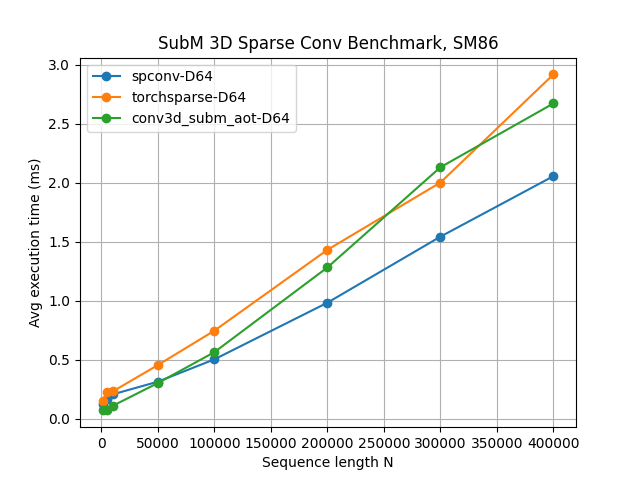 SubM 3D Sparse Conv Benchmark, SM86
spconv-D64
torchsparse-D64
conv3d_subm_aot-D64
3.0
2.5
2.0
1.5
1.0
0.5
0.0
Avg execution time (ms)
0 50000 100000 150000 200000 250000 300000 350000 400000
Sequence length N